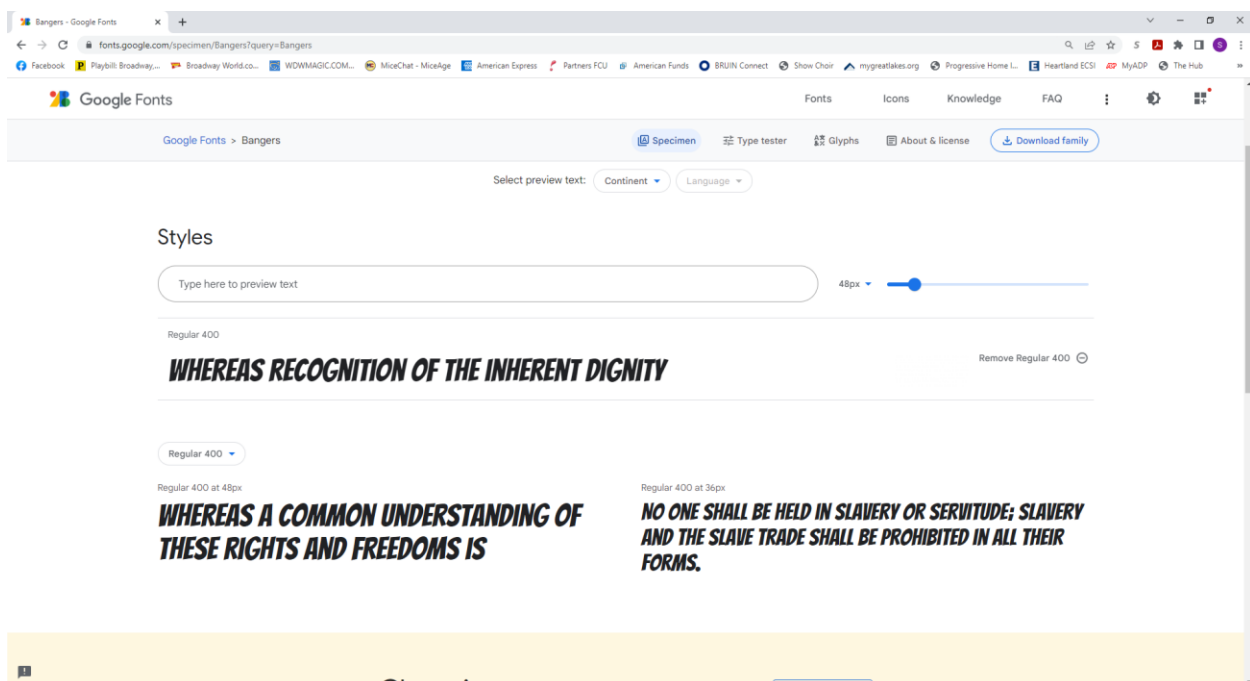 Bangers - Google Fonts
fonts.google.com/specimen/Bangers?query=Bangers
Facebook Playbill: Broadway,... Broadway World.co... WDWMAGIC.COM... MiceChat - MiceAge American Express Partners FCU American Funds BRUIN Connect Show Choir mygreatlakes.org Progressive Home I... Heartland ECSI MyADP The Hub »
Google Fonts Fonts Icons Knowledge FAQ
Google Fonts > Bangers Specimen Type tester Glyphs About & license Download family
Select preview text: Continent Language
Styles
Type here to preview text 48px
Regular 400
WHEREAS RECOGNITION OF THE INHERENT DIGNITY Remove Regular 400
Regular 400
Regular 400 at 48px
WHEREAS A COMMON UNDERSTANDING OF
THESE RIGHTS AND FREEDOMS IS
Regular 400 at 36px
NO ONE SHALL BE HELD IN SLAVERY OR SERVITUDE; SLAVERY
AND THE SLAVE TRADE SHALL BE PROHIBITED IN ALL THEIR
FORMS.